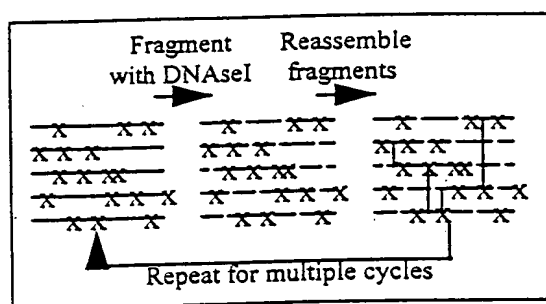 Fragment
with DNAseI
Reassemble
fragments
Repeat for multiple cycles